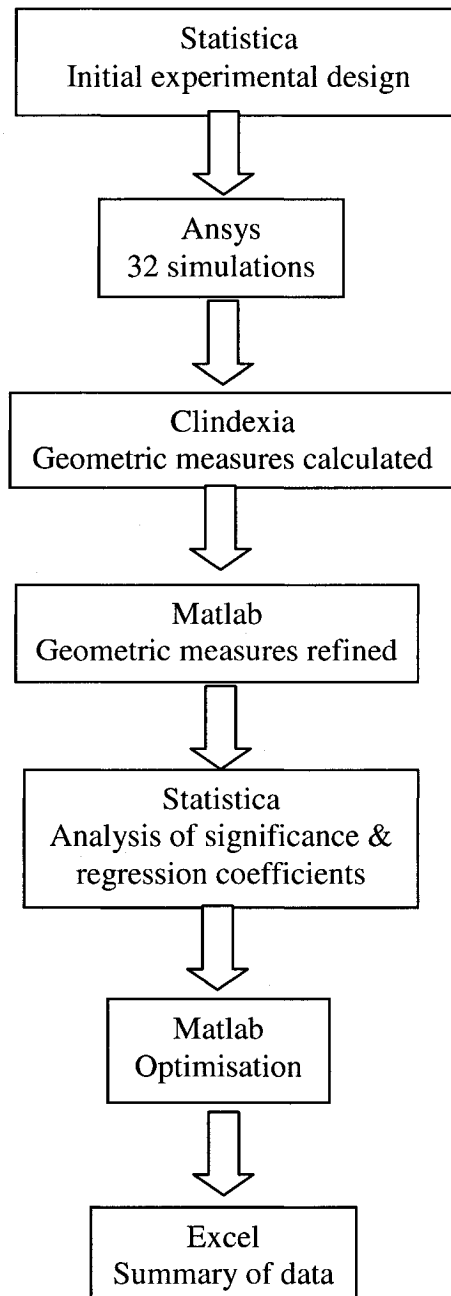 Statistica
Initial experimental design
Ansys
32 simulations
Clindexia
Geometric measures calculated
Matlab
Geometric measures refined
Statistica
Analysis of significance &
regression coefficients
Matlab
Optimisation
Excel
Summary of data